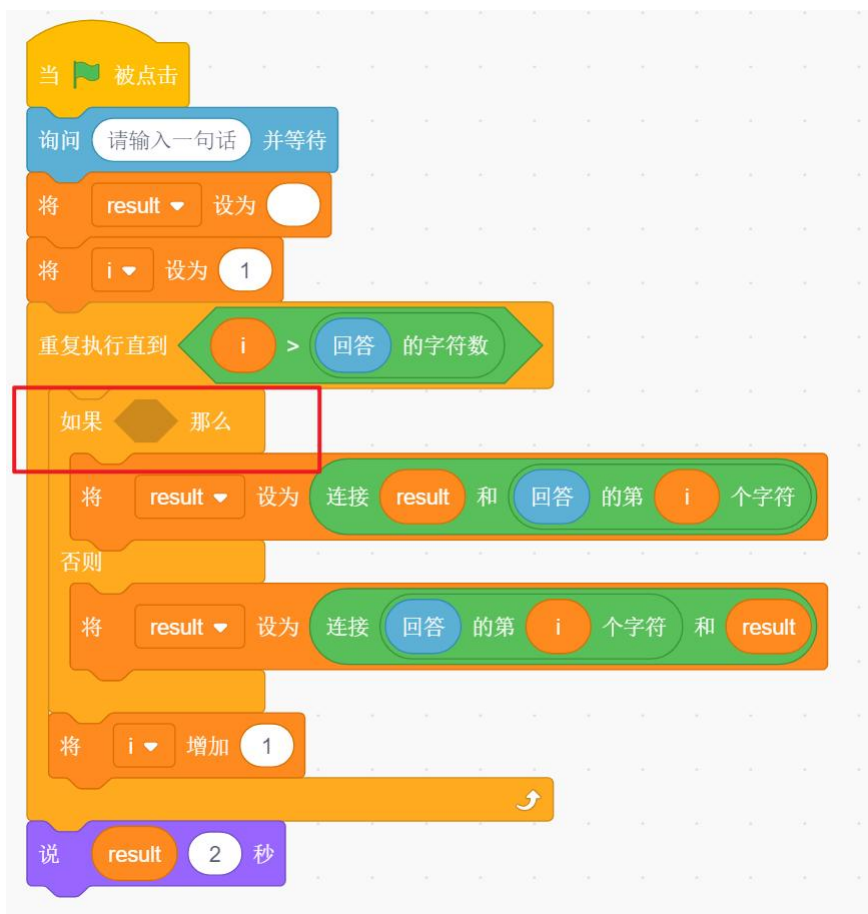 当 被点击
询问 请输入一句话 并等待
将 result 设为
将 i 设为 1
重复执行直到 i > 回答 的字符数
如果 那么
将 result 设为 连接 result 和 回答 的第 i 个字符
否则
将 result 设为 连接 回答 的第 i 个字符 和 result
将 i 增加 1
说 result 2 秒